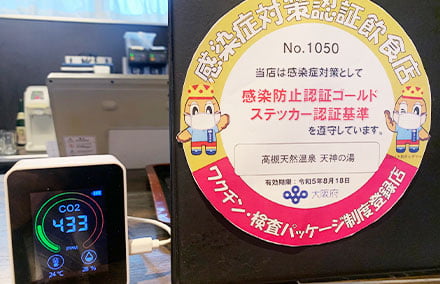 感染症対策認証飲食店
No.1050
当店は感染症対策として
感染防止認証ゴールド
ステッカー認証基準
を遵守しています。
高槻天然温泉 天神の湯
有効期限：令和5年8月18日
大阪府
ワクチン・検査パッケージ制度登録店
CO2
433
PPM
24℃
25%